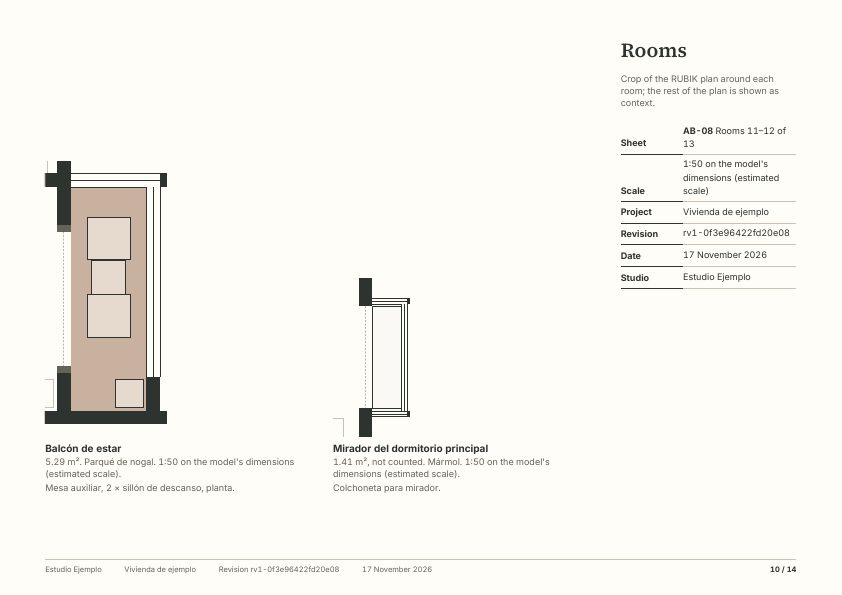 Rooms
Crop of the RUBIK plan around each
room; the rest of the plan is shown as
context.
Sheet
AB-08 Rooms 11–12 of
13
Scale
1:50 on the model's
dimensions (estimated
scale)
Project Vivienda de ejemplo
Revision rv1-0f3e96422fd20e08
Date 17 November 2026
Studio Estudio Ejemplo
Balcón de estar
5.29 m². Parqué de nogal. 1:50 on the model's dimensions
(estimated scale).
Mesa auxiliar, 2 × sillón de descanso, planta.
Mirador del dormitorio principal
1.41 m², not counted. Mármol. 1:50 on the model's
dimensions (estimated scale).
Colchoneta para mirador.
Estudio Ejemplo Vivienda de ejemplo Revision rv1-0f3e96422fd20e08 17 November 2026 10 / 14